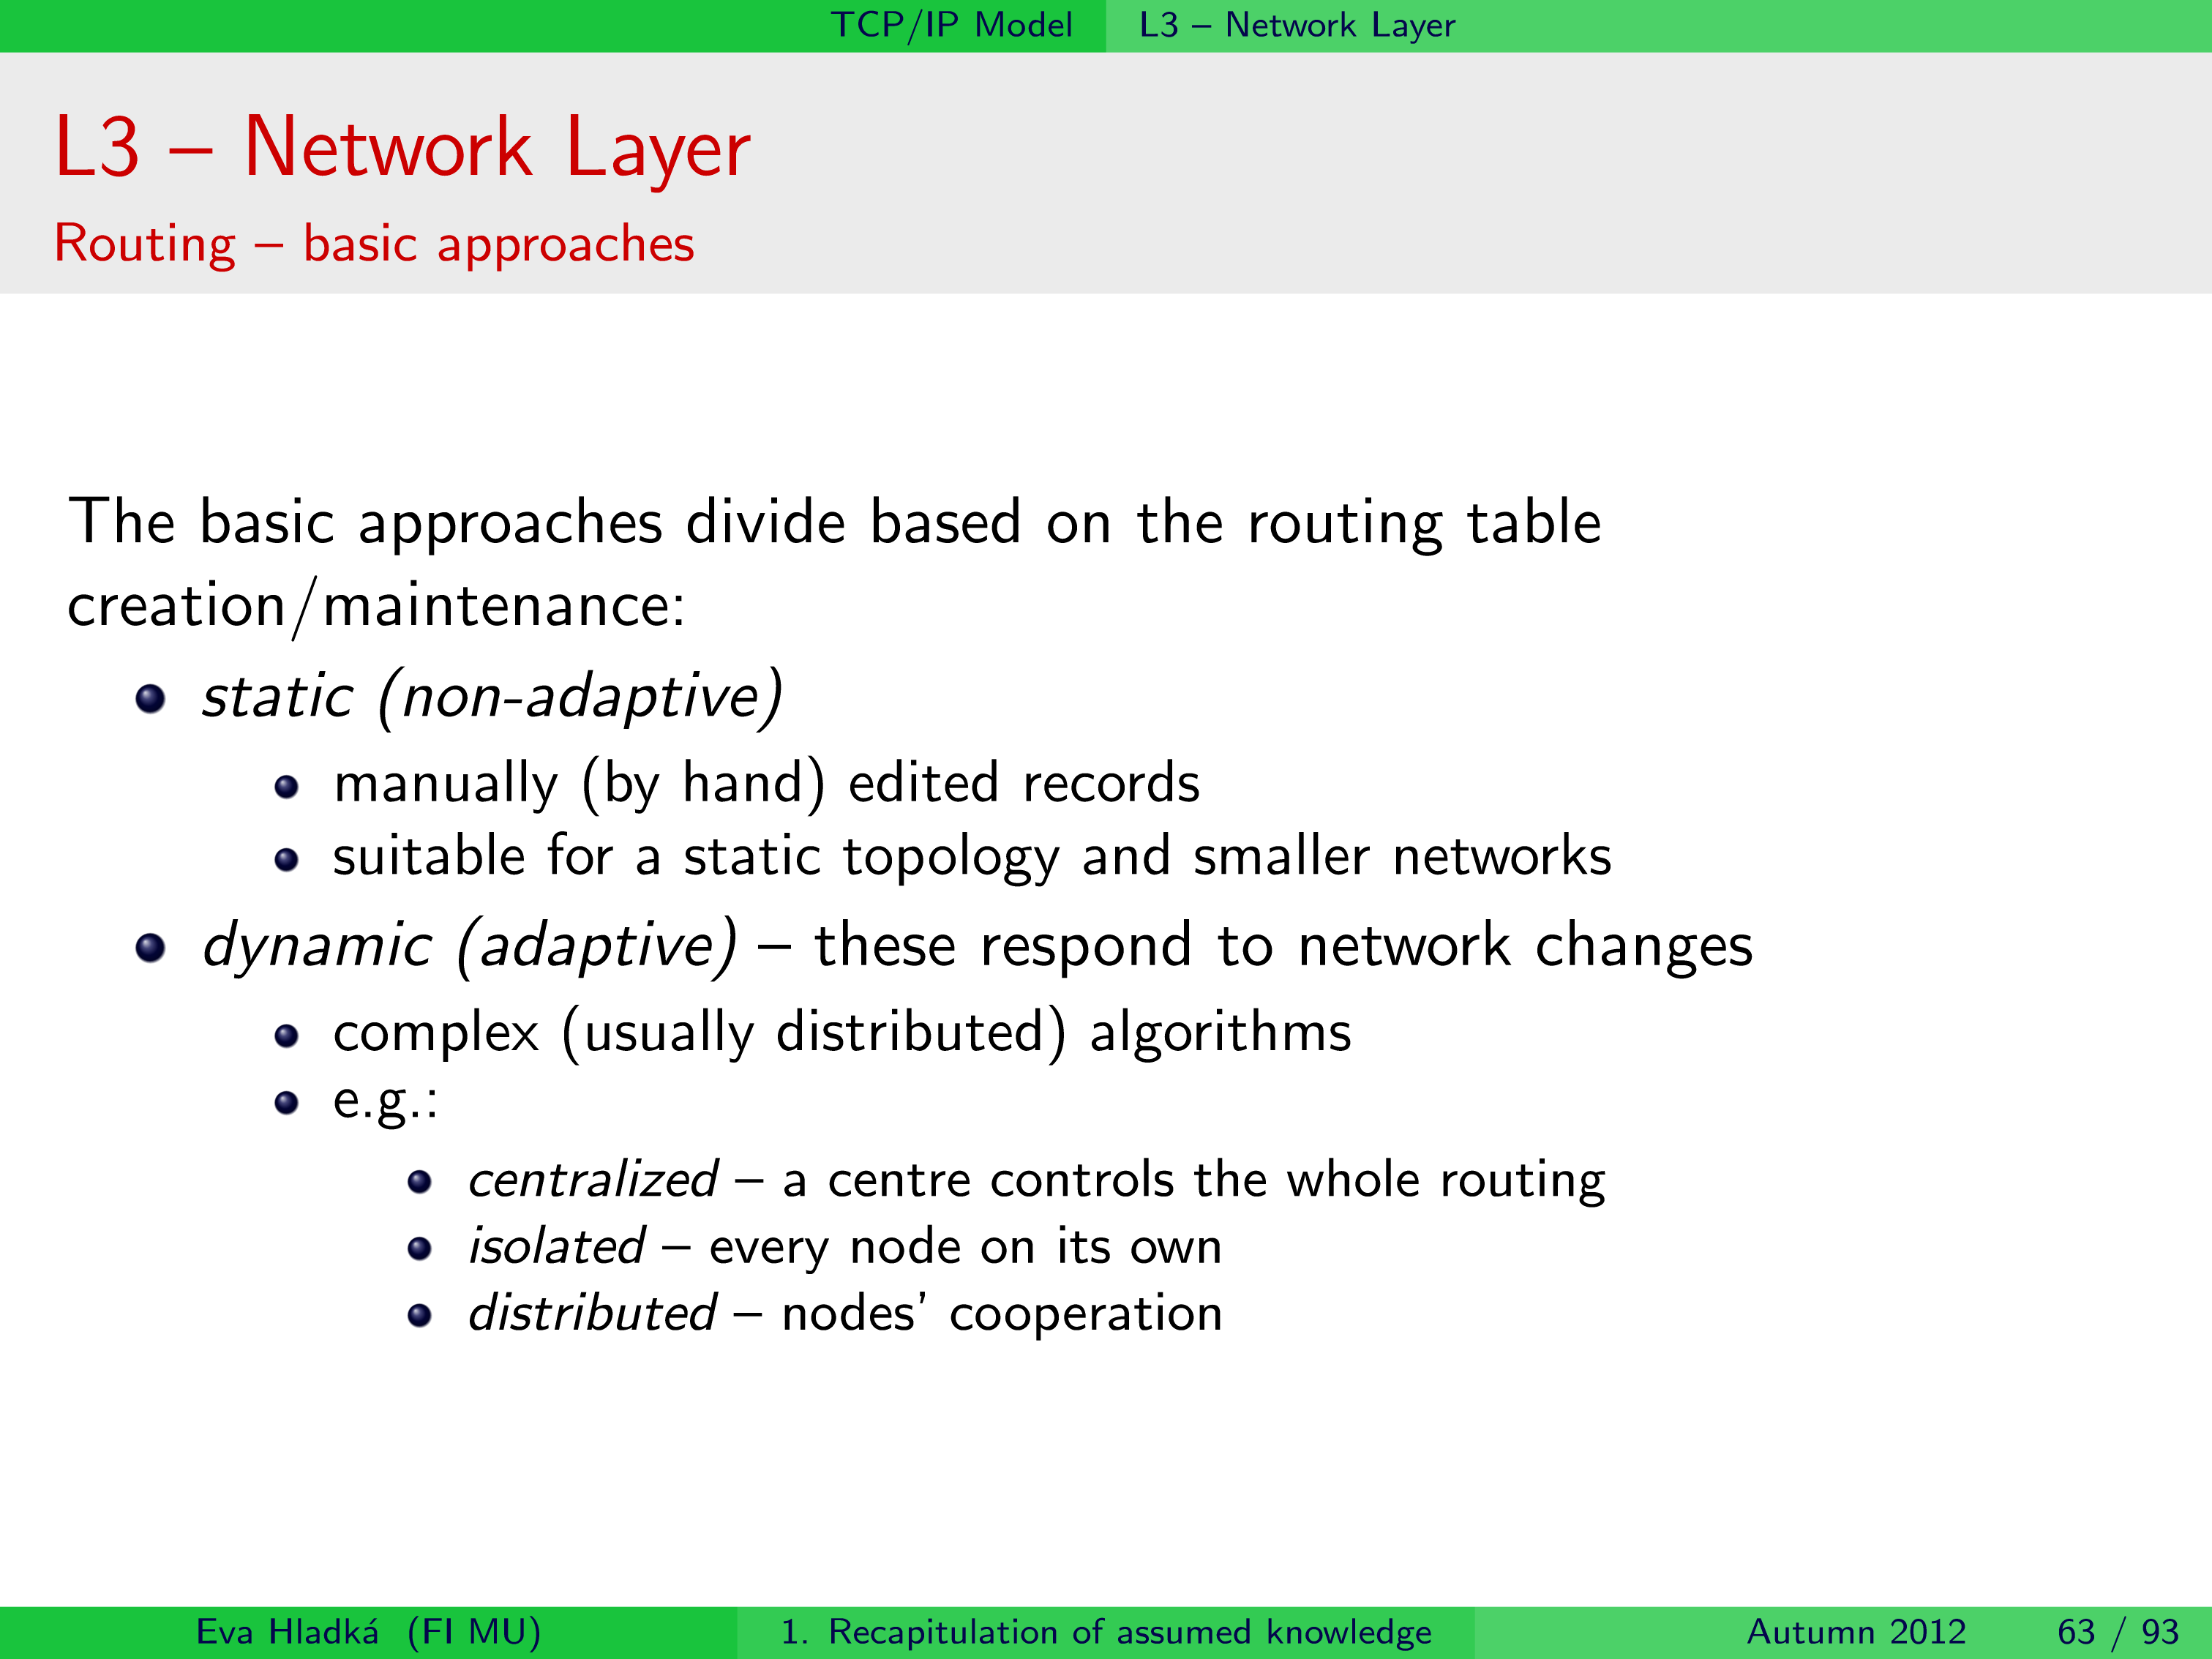 TCP/IP Model L3 – Network Layer
L3 – Network Layer
Routing – basic approaches
The basic approaches divide based on the routing table
creation/maintenance:
static (non-adaptive)
manually (by hand) edited records
suitable for a static topology and smaller networks
dynamic (adaptive) – these respond to network changes
complex (usually distributed) algorithms
e.g.:
centralized – a centre controls the whole routing
isolated – every node on its own
distributed – nodes' cooperation
Eva Hladká (FI MU) 1. Recapitulation of assumed knowledge Autumn 2012 63 / 93